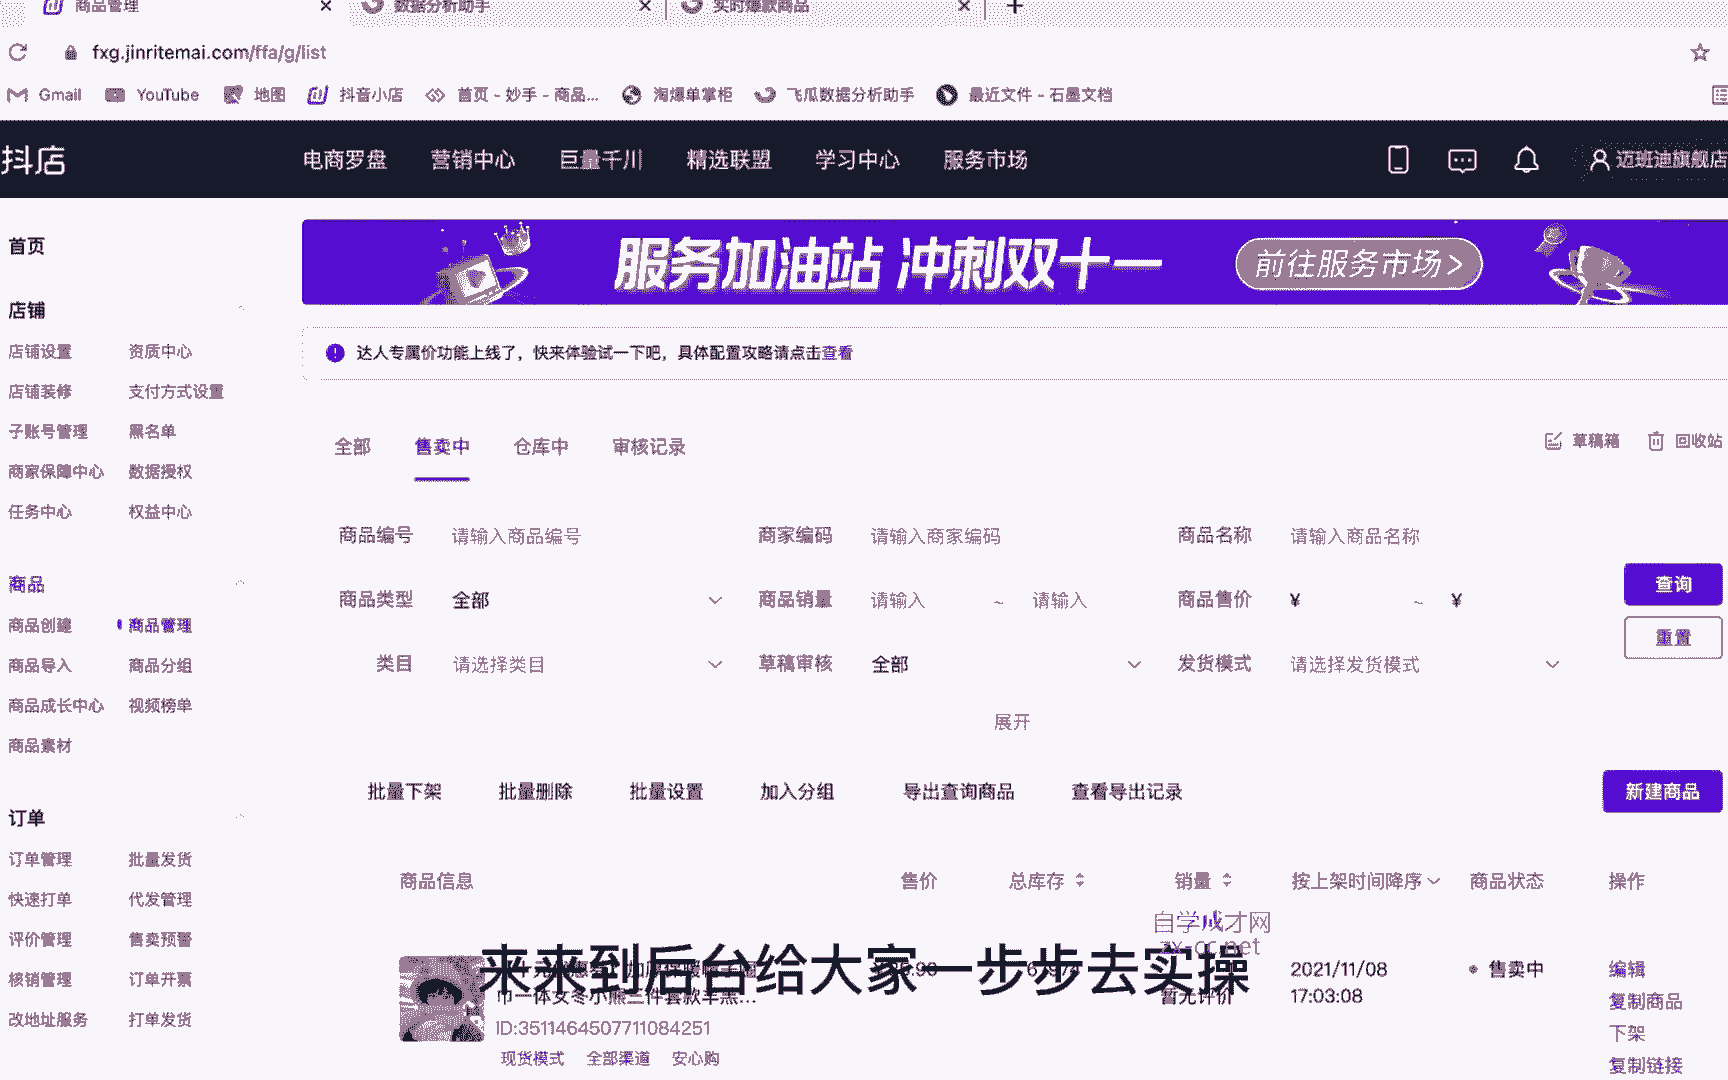 商品管理
数据分析助手
实时爆款商品
fxg.jinritemai.com/ffa/g/list
Gmail
YouTube
地图
抖音小店
首页 - 妙手 - 商品...
淘爆单掌柜
飞瓜数据分析助手
最近文件 - 石墨文档
抖店
电商罗盘
营销中心
巨量千川
精选联盟
学习中心
服务市场
迈班迪旗舰店
首页
服务加油站 冲刺双十一
前往服务市场>
店铺
达人专属价功能上线了，快来体验试一下吧，具体配置攻略请点击查看
店铺设置 资质中心
店铺装修 支付方式设置
子账号管理 黑名单
商家保障中心 数据授权
任务中心 权益中心
全部 售卖中 仓库中 审核记录
草稿箱 回收站
商品编号 请输入商品编号
商家编码 请输入商家编码
商品名称 请输入商品名称
商品
商品创建 商品管理
商品导入 商品分组
商品成长中心 视频榜单
商品素材
商品类型 全部
商品销量 请输入 ~ 请输入
商品售价 ¥ ~ ¥
查询
重置
类目 请选择类目
草稿审核 全部
发货模式 请选择发货模式
展开
批量下架 批量删除 批量设置 加入分组 导出查询商品 查看导出记录
新建商品
订单
订单管理 批量发货
快速打单 代发管理
评价管理 售卖预警
核销管理 订单开票
改地址服务 打单发货
商品信息 售价 总库存 销量 按上架时间降序 商品状态 操作
自学成才网
zx-cc.net
来来到后台给大家一步步去实操
巾一体女冬小熊三件套款羊羔...
暂无评价
2021/11/08
17:03:08
售卖中
编辑
复制商品
下架
复制链接
ID:3511464507711084251
现货模式 全部渠道 安心购